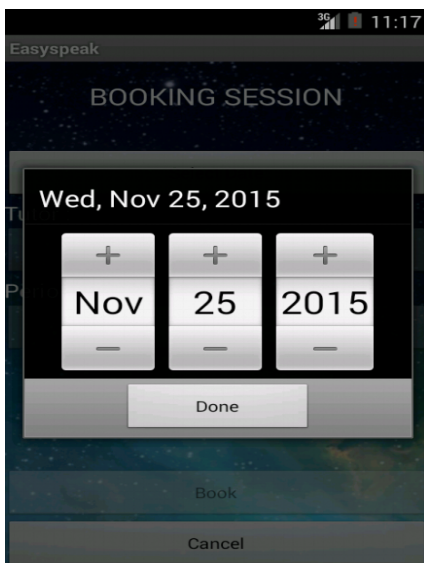 3G 11:17
Easyspeak
BOOKING SESSION
Wed, Nov 25, 2015
+ + +
Nov 25 2015
− − −
Done
Book
Cancel